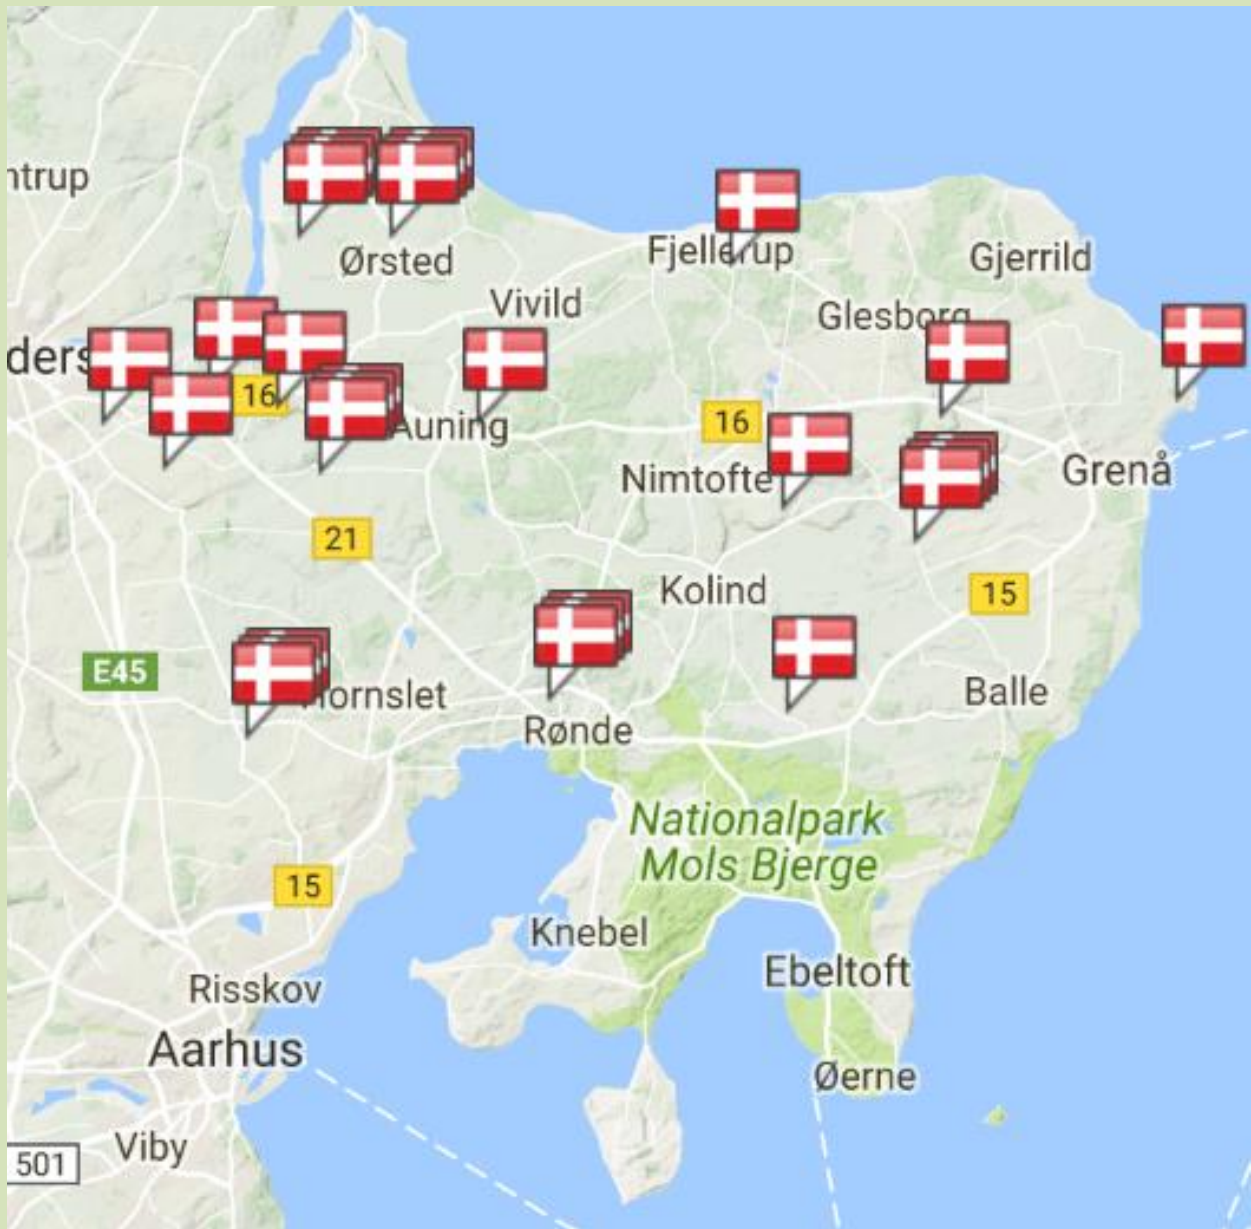 ntrup
Ørsted
Fjellerup
Gjerrild
Vivild
Glesborg
ders
16
Auning
16
Nimtofte
Grenå
21
Kolind
15
E45
Hornslet
Balle
Rønde
Nationalpark
Mols Bjerge
15
Knebel
Ebeltoft
Risskov
Aarhus
Øerne
Viby
501